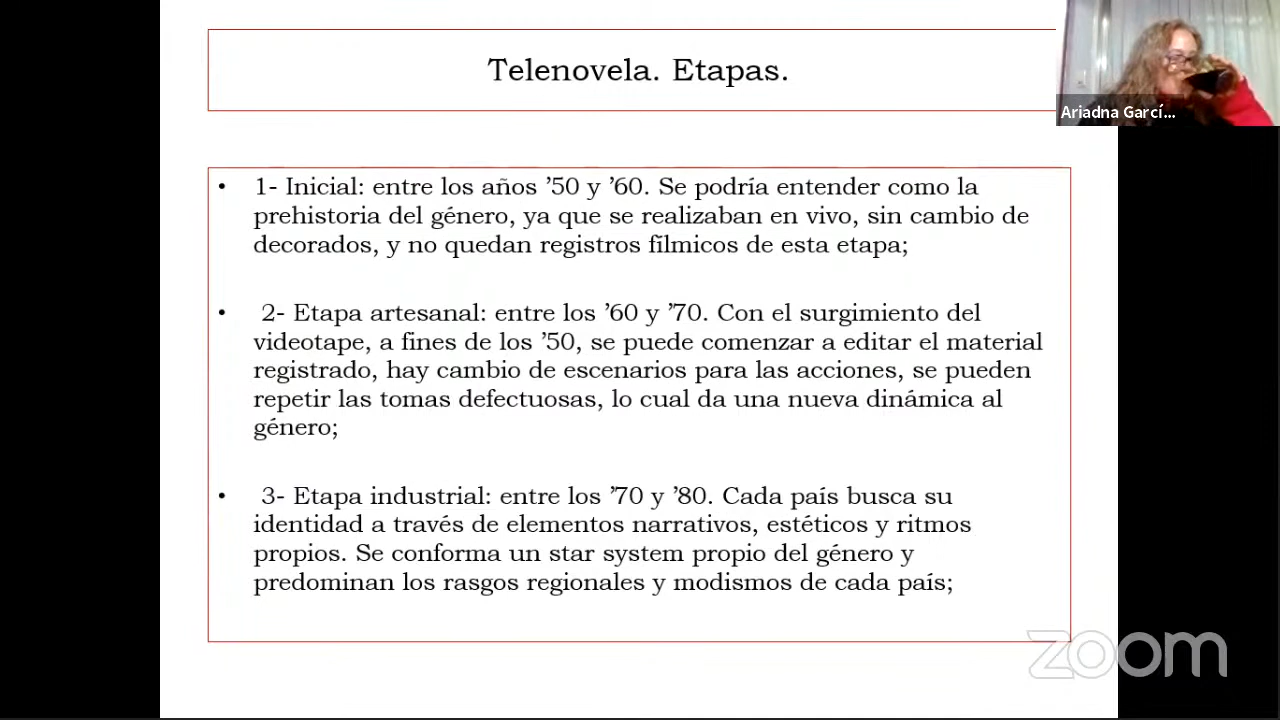 Telenovela. Etapas.
Ariadna Garcí...
• 1- Inicial: entre los años ’50 y ’60. Se podría entender como la
prehistoria del género, ya que se realizaban en vivo, sin cambio de
decorados, y no quedan registros fílmicos de esta etapa;
• 2- Etapa artesanal: entre los ’60 y ’70. Con el surgimiento del
videotape, a fines de los ’50, se puede comenzar a editar el material
registrado, hay cambio de escenarios para las acciones, se pueden
repetir las tomas defectuosas, lo cual da una nueva dinámica al
género;
• 3- Etapa industrial: entre los ’70 y ’80. Cada país busca su
identidad a través de elementos narrativos, estéticos y ritmos
propios. Se conforma un star system propio del género y
predominan los rasgos regionales y modismos de cada país;
zoom